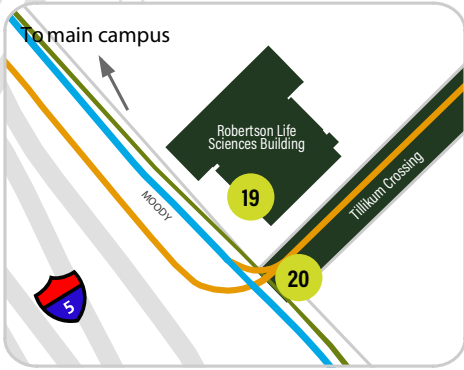 To main campus
Robertson Life
Sciences Building
19
MOODY
Tillikum Crossing
20
5